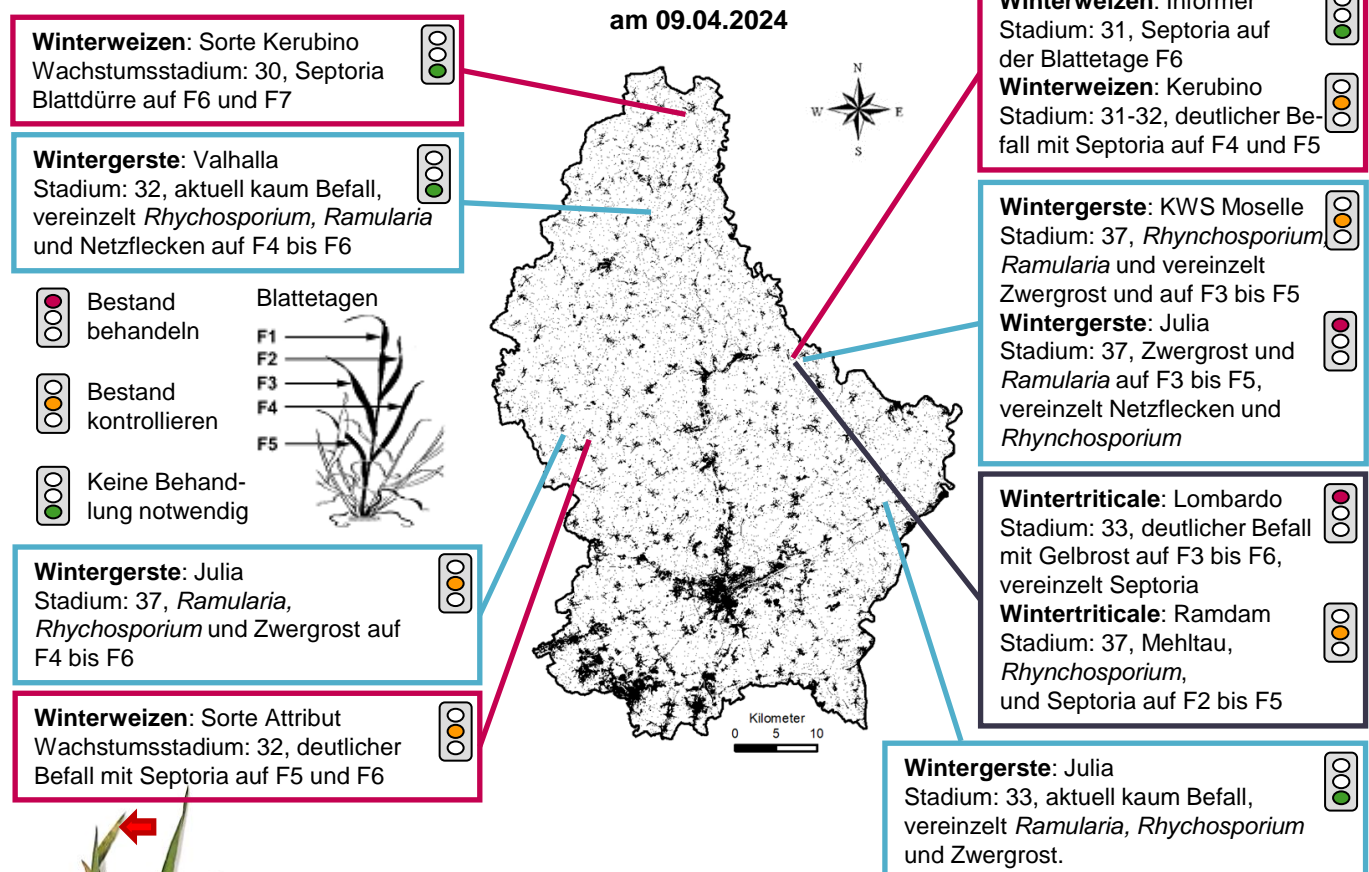 am 09.04.2024
Winterweizen: Sorte Kerubino
Wachstumsstadium: 30, Septoria
Blattdürre auf F6 und F7
Wintergerste: Valhalla
Stadium: 32, aktuell kaum Befall,
vereinzelt Rhychosporium, Ramularia
und Netzflecken auf F4 bis F6
Bestand
behandeln
Bestand
kontrollieren
Keine Behand-
lung notwendig
Blattetagen
F1
F2
F3
F4
F5
Wintergerste: Julia
Stadium: 37, Ramularia,
Rhychosporium und Zwergrost auf
F4 bis F6
Winterweizen: Sorte Attribut
Wachstumsstadium: 32, deutlicher
Befall mit Septoria auf F5 und F6
N
W E
S
Kilometer
0 5 10
Winterweizen: Informer
Stadium: 31, Septoria auf
der Blattetage F6
Winterweizen: Kerubino
Stadium: 31-32, deutlicher Be-
fall mit Septoria auf F4 und F5
Wintergerste: KWS Moselle
Stadium: 37, Rhynchosporium,
Ramularia und vereinzelt
Zwergrost und auf F3 bis F5
Wintergerste: Julia
Stadium: 37, Zwergrost und
Ramularia auf F3 bis F5,
vereinzelt Netzflecken und
Rhynchosporium
Wintertriticale: Lombardo
Stadium: 33, deutlicher Befall
mit Gelbrost auf F3 bis F6,
vereinzelt Septoria
Wintertriticale: Ramdam
Stadium: 37, Mehltau,
Rhynchosporium,
und Septoria auf F2 bis F5
Wintergerste: Julia
Stadium: 33, aktuell kaum Befall,
vereinzelt Ramularia, Rhychosporium
und Zwergrost.